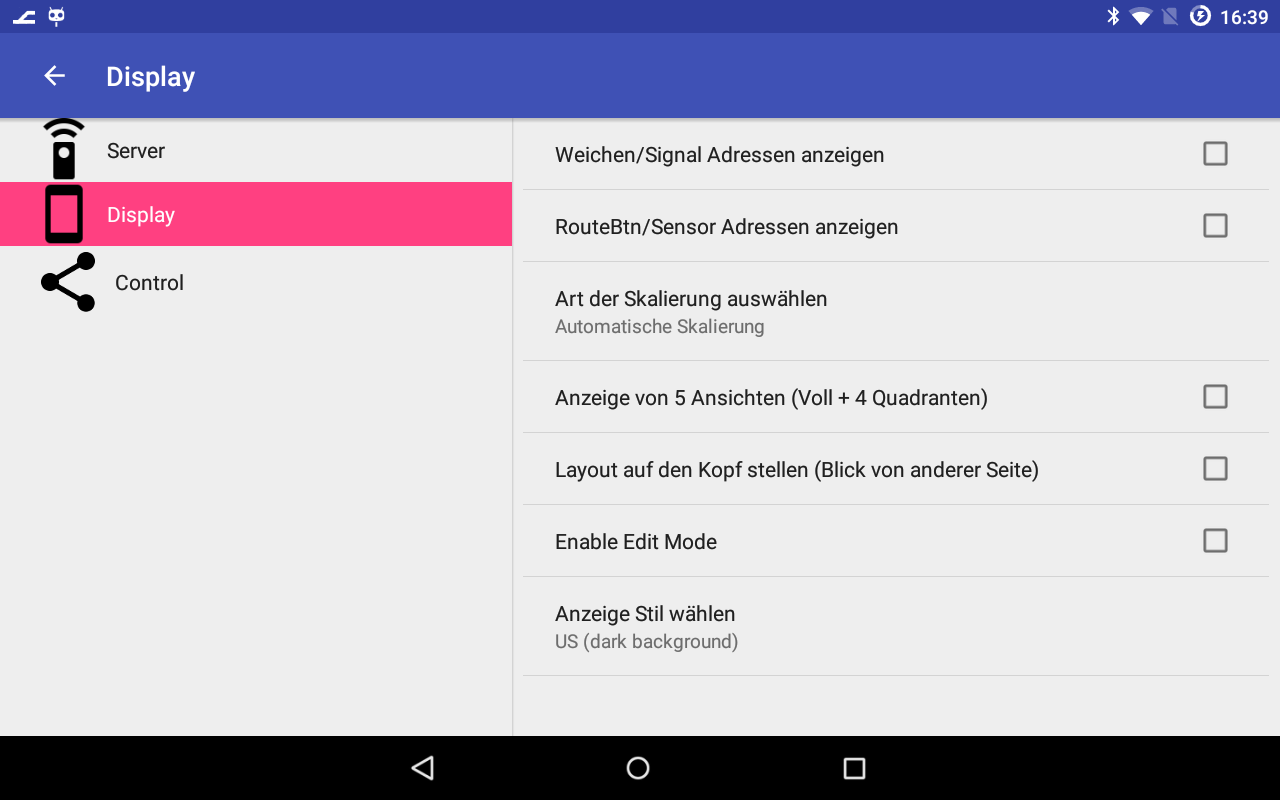 16:39
Display
Server
Display
Control
Weichen/Signal Adressen anzeigen
RouteBtn/Sensor Adressen anzeigen
Art der Skalierung auswählen
Automatische Skalierung
Anzeige von 5 Ansichten (Voll + 4 Quadranten)
Layout auf den Kopf stellen (Blick von anderer Seite)
Enable Edit Mode
Anzeige Stil wählen
US (dark background)